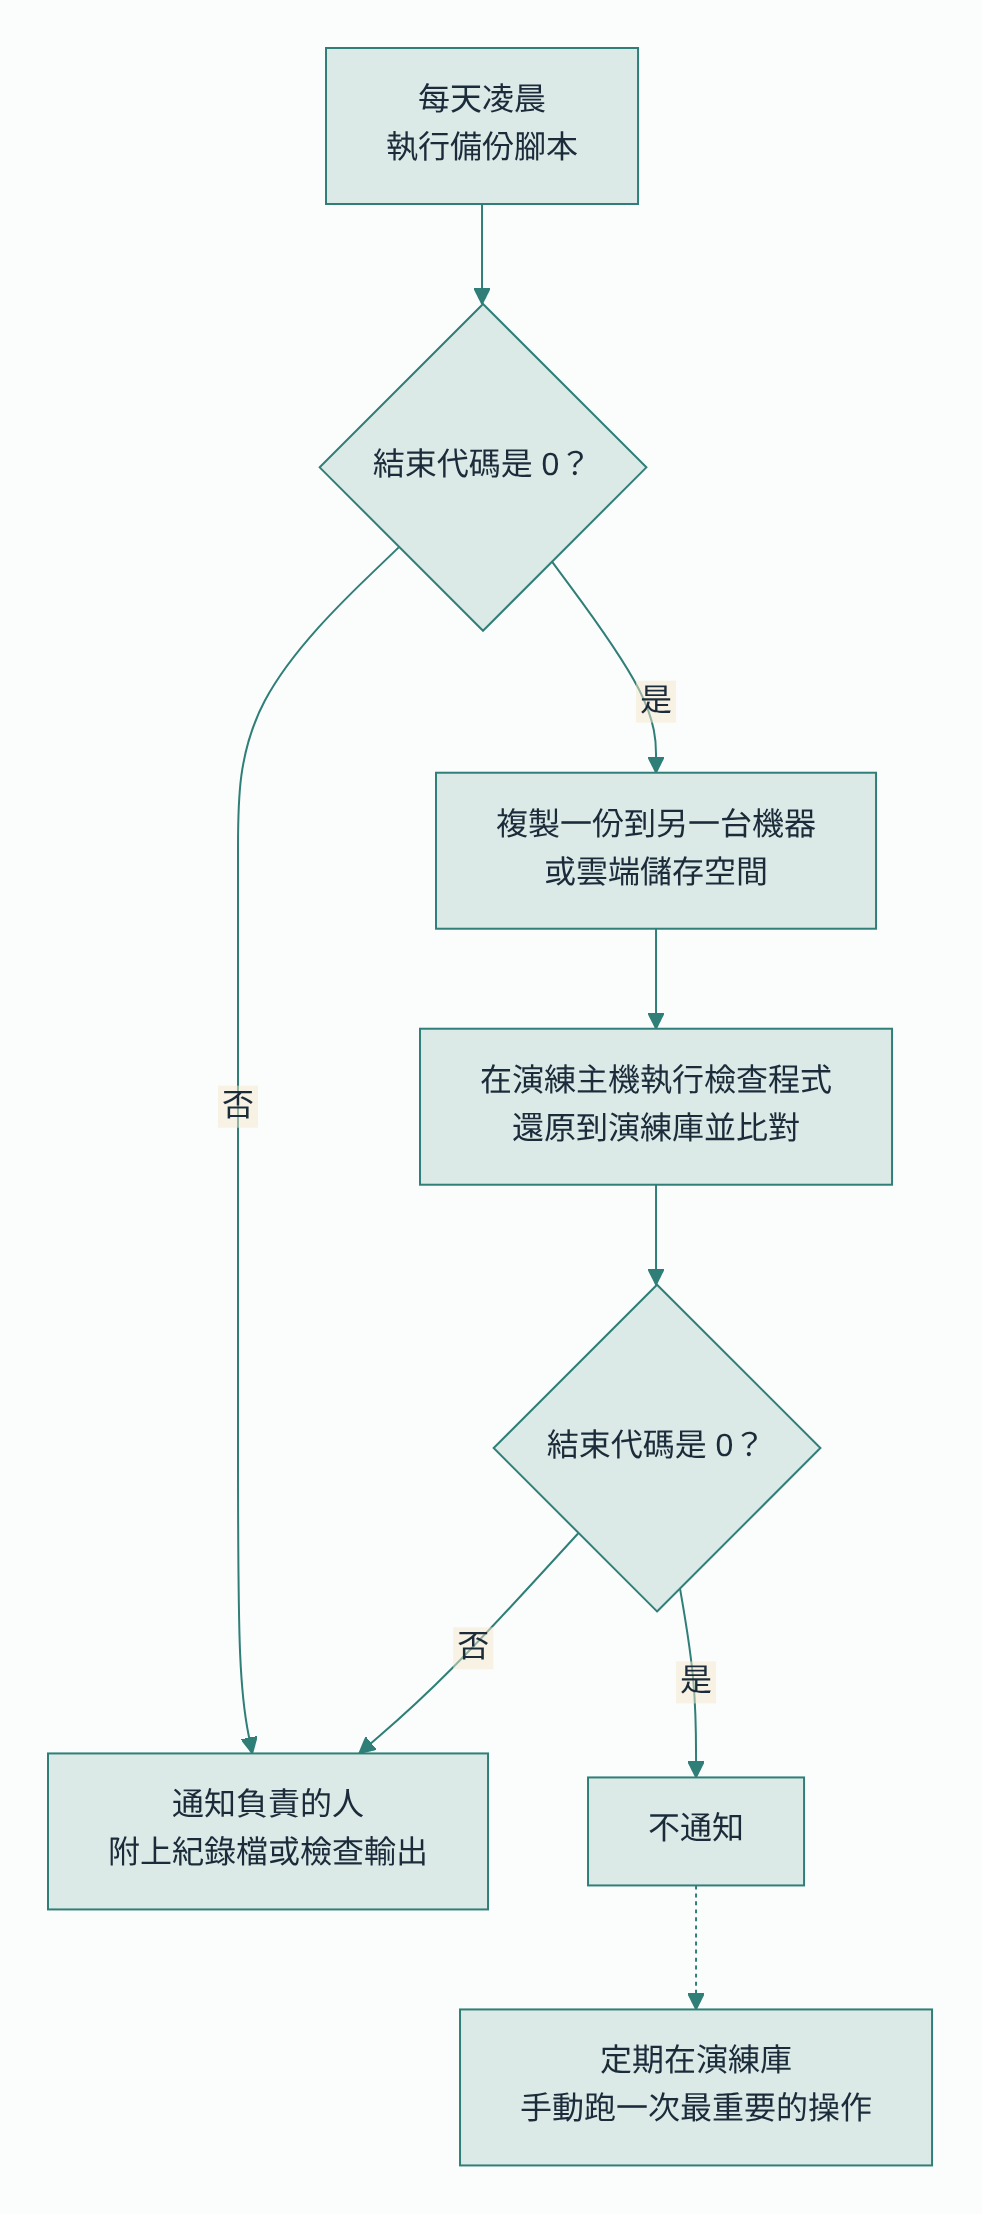 每天凌晨
執行備份腳本
結束代碼是 0？
是
複製一份到另一台機器
或雲端儲存空間
在演練主機執行檢查程式
還原到演練庫並比對
否
結束代碼是 0？
否
是
通知負責的人
附上紀錄檔或檢查輸出
不通知
定期在演練庫
手動跑一次最重要的操作